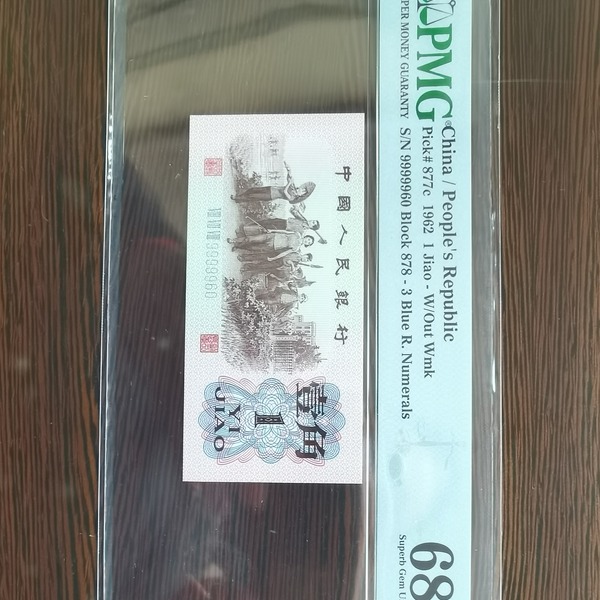 PMG
China / People's Republic
Pick# 877c 1962 1 Jiao - W/Out Wmk
S/N 9999960 Block 878 - 3 Blue R. Numerals
PER MONEY GUARANTY
68
Superb Gem U
中國人民銀行
9999960
壹角
1
YI
JIAO